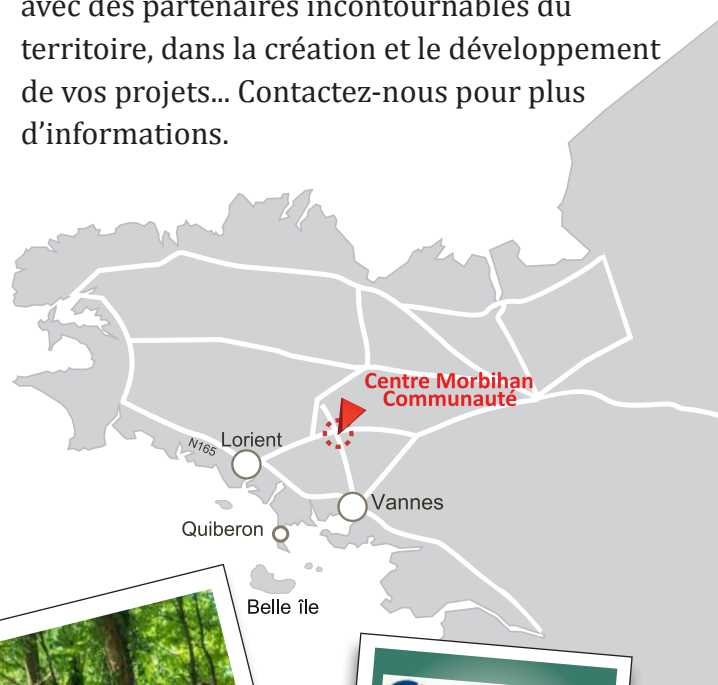 avec des partenaires incontournables du
territoire, dans la création et le développement
de vos projets... Contactez-nous pour plus
d’informations.
Centre Morbihan
Communauté
N165
Lorient
Vannes
Quiberon
Belle île